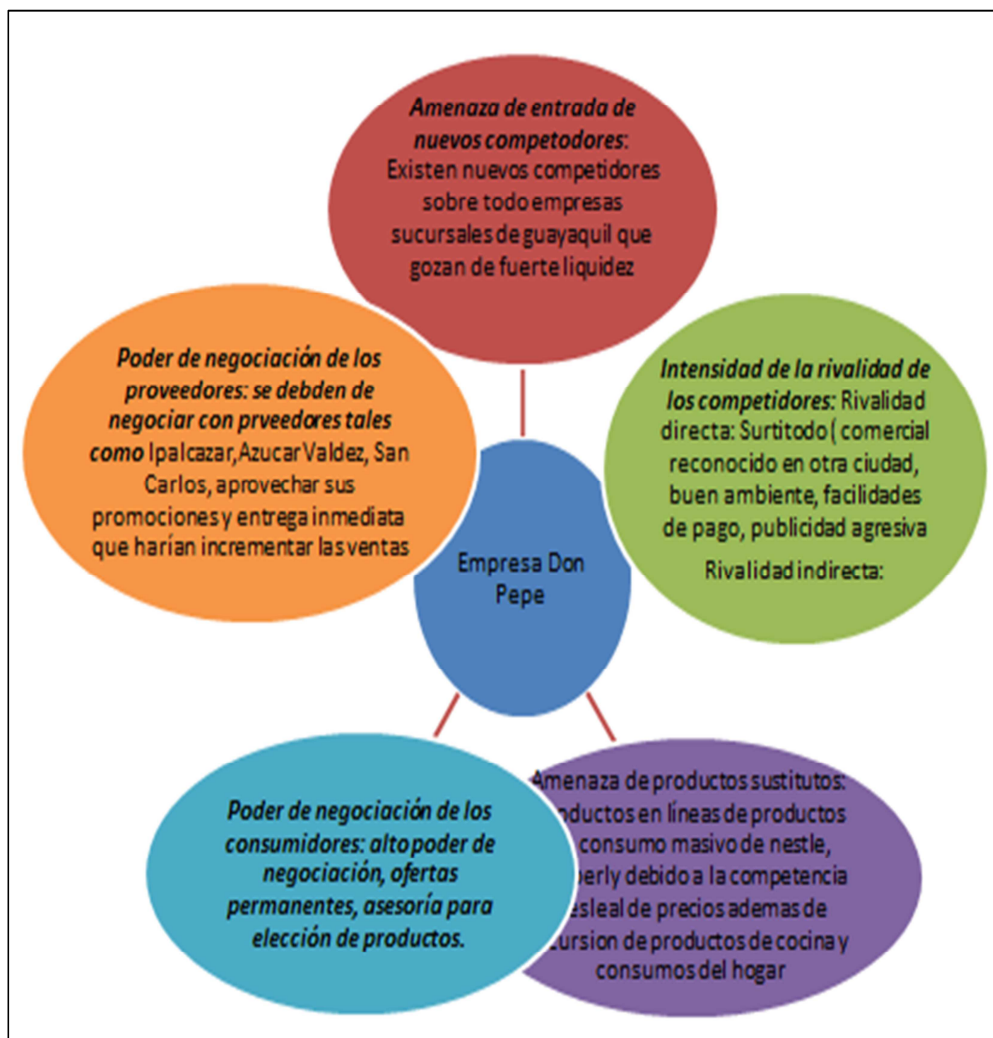 Amenaza de entrada de
nuevos competodores:
Existen nuevos competidores
sobre todo empresas
sucursales de guayaquil que
gozan de fuerte liquidez
Poder de negociación de los
proveedores: se debden de
negociar con prveedores tales
como Ipalcazar,Azucar Valdez, San
Carlos, aprovechar sus
promociones y entrega inmediata
que harían incrementar las ventas
Intensidad de la rivalidad de
los competidores: Rivalidad
directa: Surtitodo ( comercial
reconocido en otra ciudad,
buen ambiente, facilidades
de pago, publicidad agresiva
Rivalidad indirecta:
Empresa Don
Pepe
Poder de negociación de los
consumidores: alto poder de
negociación, ofertas
permanentes, asesoría para
elección de productos.
Amenaza de productos sustitutos:
en líneas de productos
consumo masivo de nestle,
debido a la competencia
de precios ademas de
de productos de cocina y
consumos del hogar